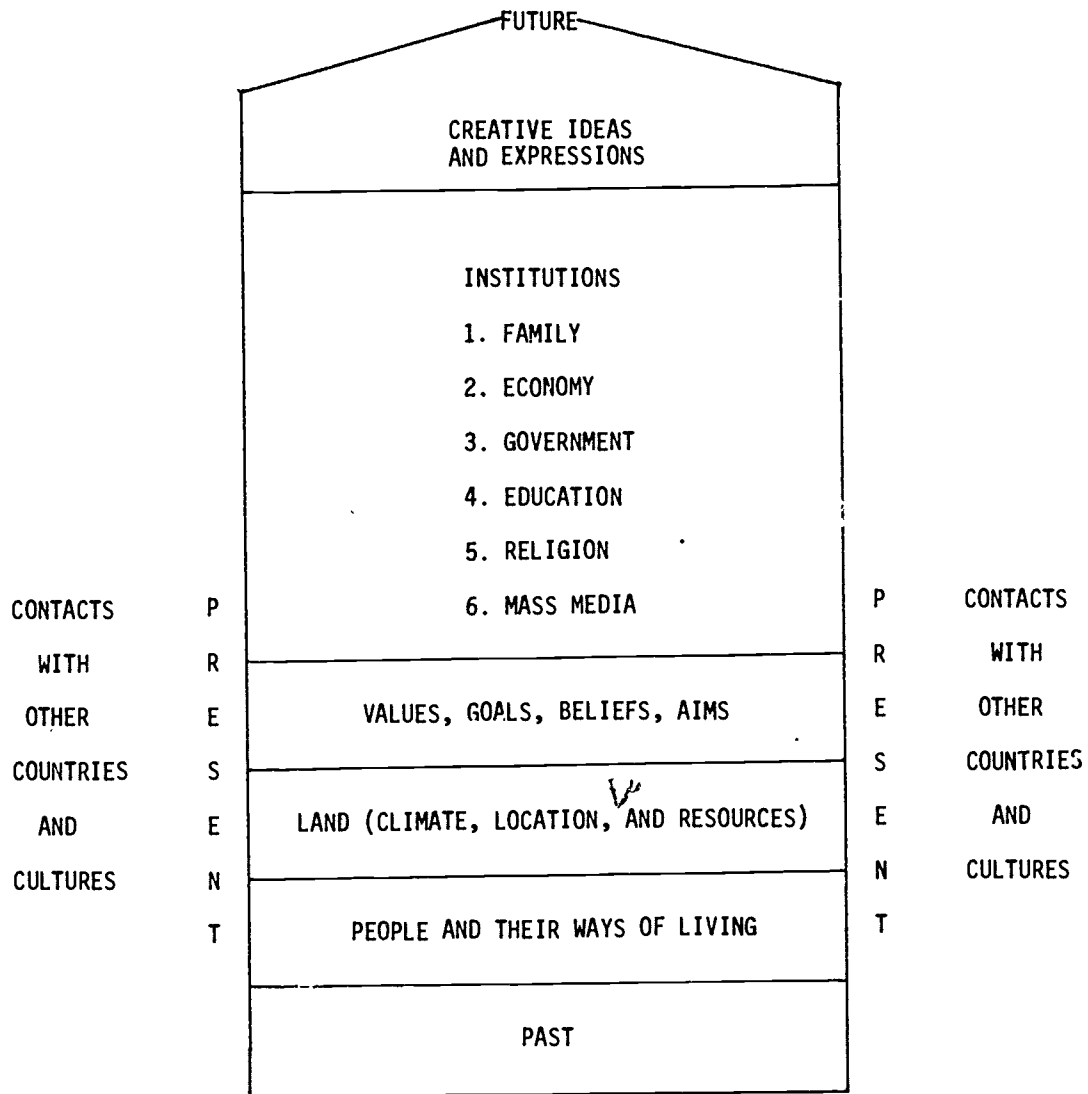 FUTURE
CREATIVE IDEAS
AND EXPRESSIONS
INSTITUTIONS
1. FAMILY
2. ECONOMY
3. GOVERNMENT
4. EDUCATION
5. RELIGION
6. MASS MEDIA
VALUES, GOALS, BELIEFS, AIMS
LAND (CLIMATE, LOCATION, AND RESOURCES)
PEOPLE AND THEIR WAYS OF LIVING
PAST
CONTACTS
WITH
OTHER
COUNTRIES
AND
CULTURES
P
R
E
S
E
N
T
P
R
E
S
E
N
T
CONTACTS
WITH
OTHER
COUNTRIES
AND
CULTURES